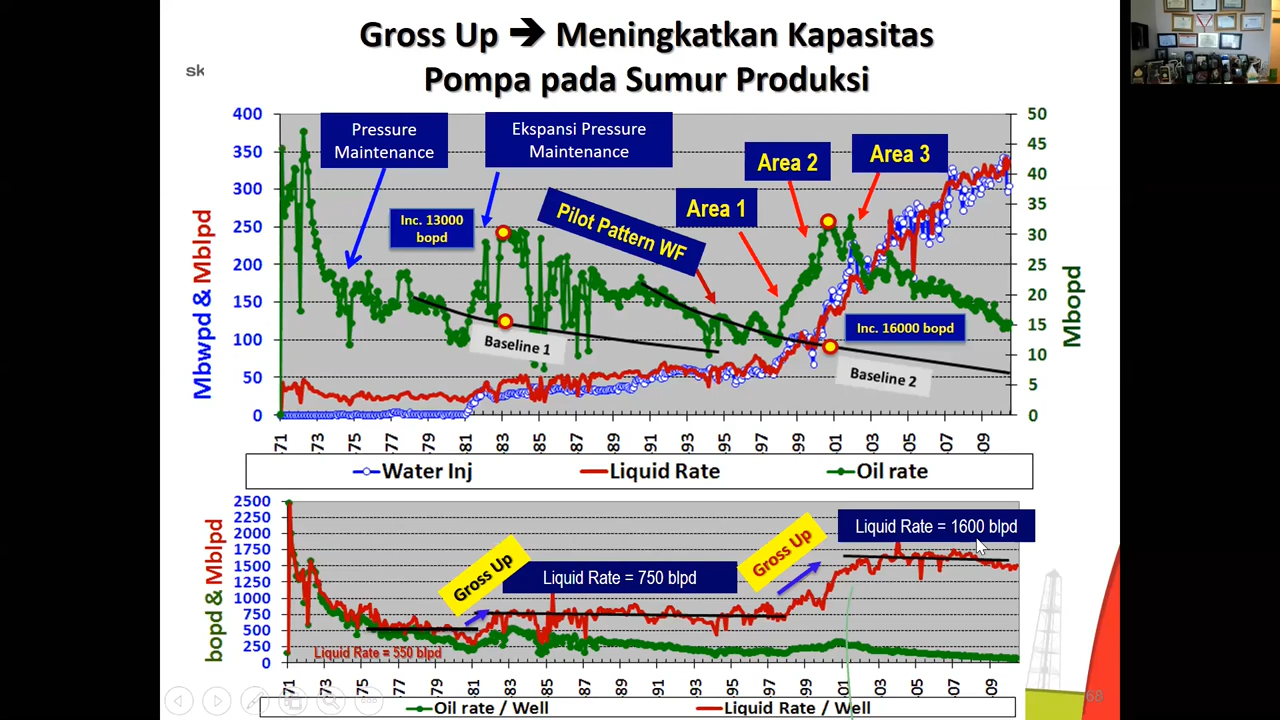 Gross Up ➔ Meningkatkan Kapasitas
Pompa pada Sumur Produksi
sk
400
350
300
250
200
150
100
50
0
Mbwpd & Mblpd
50
45
40
35
30
25
20
15
10
5
0
Mbopd
Pressure
Maintenance
Ekspansi Pressure
Maintenance
Inc. 13000
bopd
Pilot Pattern WF
Area 1
Area 2
Area 3
Inc. 16000 bopd
Baseline 1
Baseline 2
71 73 75 77 79 81 83 85 87 89 91 93 95 97 99 01 03 05 07 09
Water Inj Liquid Rate Oil rate
2500
2250
2000
1750
1500
1250
1000
750
500
250
0
bopd & Mblpd
Gross Up
Liquid Rate = 750 blpd
Gross Up
Liquid Rate = 1600 blpd
Liquid Rate = 550 blpd
71 73 75 77 79 81 83 85 87 89 91 93 95 97 99 01 03 05 07 09
Oil rate / Well Liquid Rate / Well
68